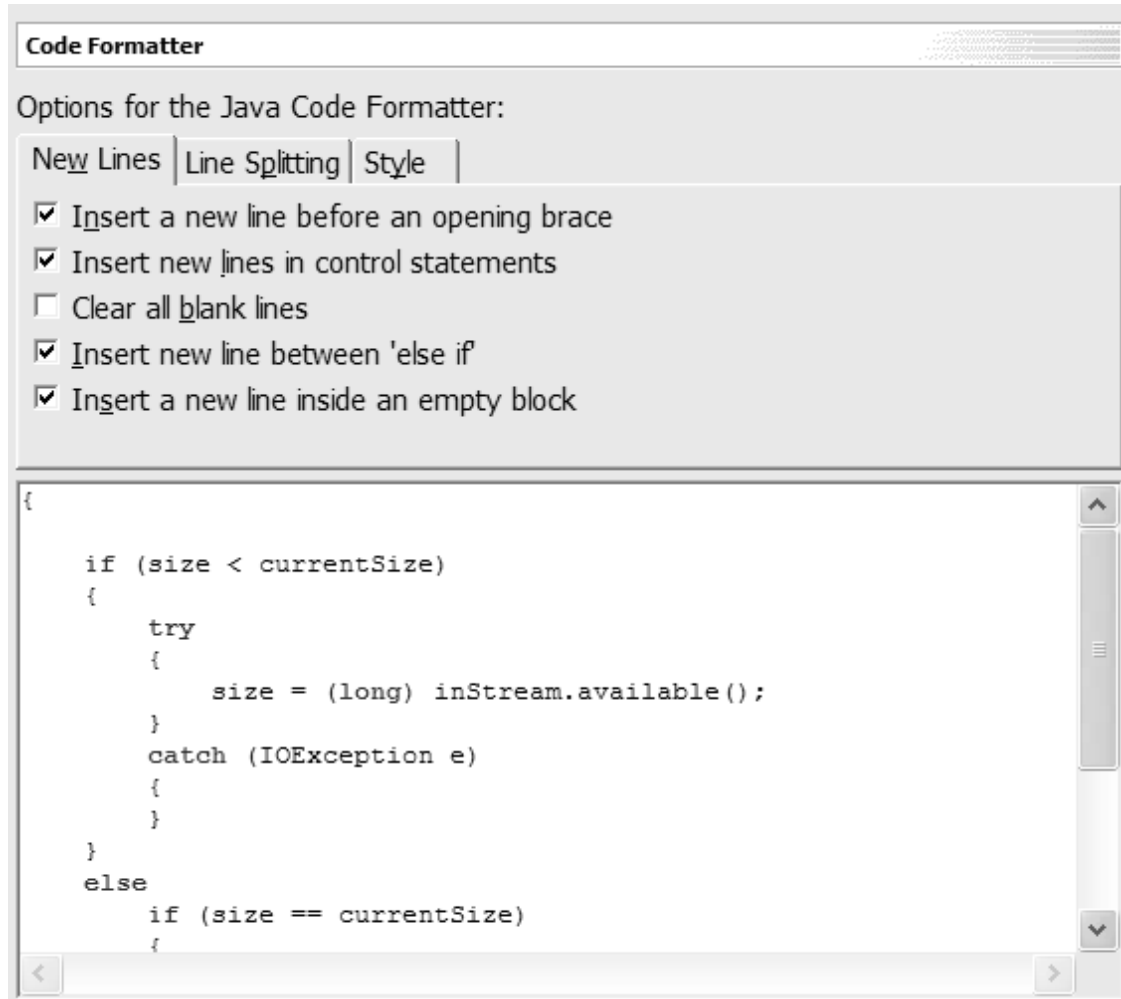 Code Formatter
Options for the Java Code Formatter:
New Lines
Line Splitting
Style
Insert a new line before an opening brace
Insert new lines in control statements
Clear all blank lines
Insert new line between 'else if'
Insert a new line inside an empty block
{
if (size < currentSize)
{
try
{
size = (long) inStream.available();
}
catch (IOException e)
{
}
}
else
if (size == currentSize)
{